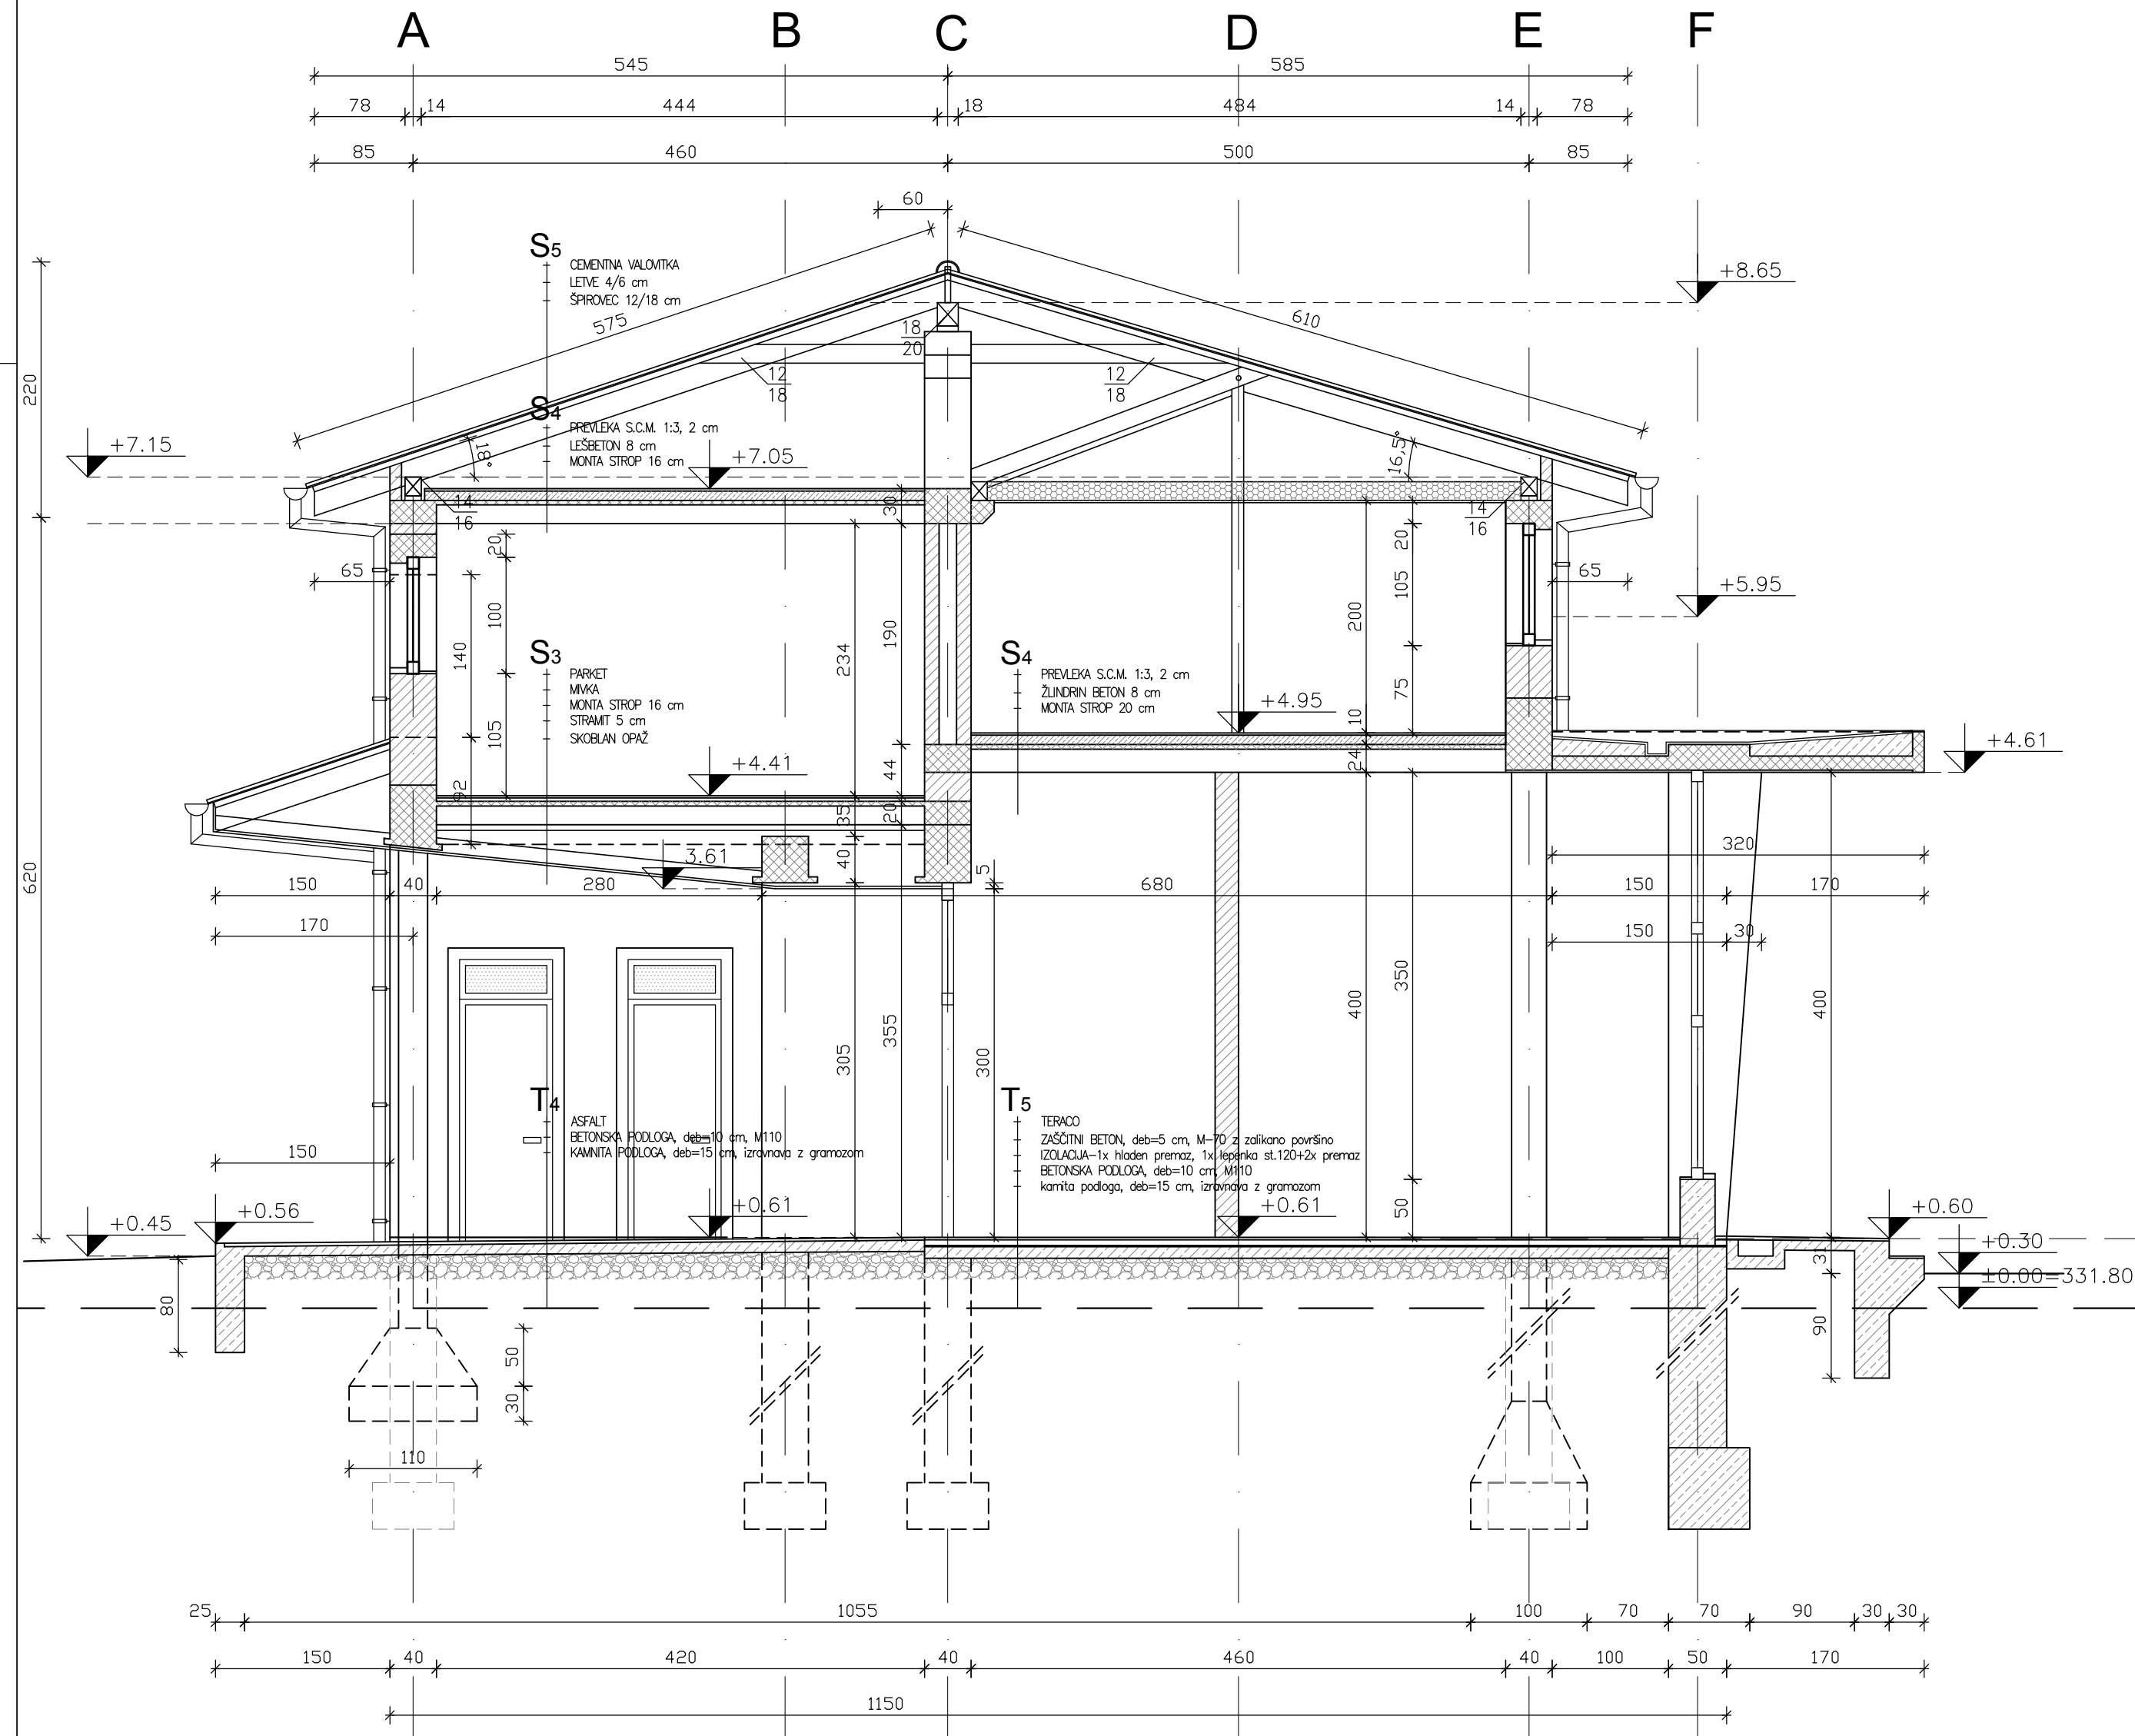 A B C D E F
545 585
78 14 444 18 484 14 78
85 460 500 85
60
S5
CEMENTNA VALOVITKA
LETVE 4/6 cm
ŠPIROVEC 12/18 cm
+8.65
575
610
18
20
12
18
12
18
220
S4
PREVLEKA S.C.M. 1:3, 2 cm
LEŠBETON 8 cm
MONTA STROP 16 cm
18°
16,5°
+7.15
+7.05
14
16
14
16
30
20
20
65
65
100
140
105
92
234
190
200
105
75
+5.95
S3
PARKET
MIVKA
MONTA STROP 16 cm
STRAMIT 5 cm
SKOBLAN OPAŽ
S4
PREVLEKA S.C.M. 1:3, 2 cm
ŽLINDRIN BETON 8 cm
MONTA STROP 20 cm
+4.95
+4.41
+4.61
10
24
44
35
20
40
5
3.61
620
320
150 40 280 680 150 170
170
150 30
350
400
400
305
355
300
T4
ASFALT
BETONSKA PODLOGA, deb=10 cm, M110
KAMNITA PODLOGA, deb=15 cm, izravnava z gramozom
T5
TERACO
ZAŠČITNI BETON, deb=5 cm, M-70 z zalikano površino
IZOLACIJA-1x hladen premaz, 1x lepenka st.120+2x premaz
BETONSKA PODLOGA, deb=10 cm, M110
kamita podloga, deb=15 cm, izravnava z gramozom
150
50
+0.45
+0.56
+0.61
+0.61
+0.60
+0.30
±0.00=331.80
31
90
80
50
30
110
25 1055 100 70 70 90 30 30
150 40 420 40 460 40 100 50 170
1150